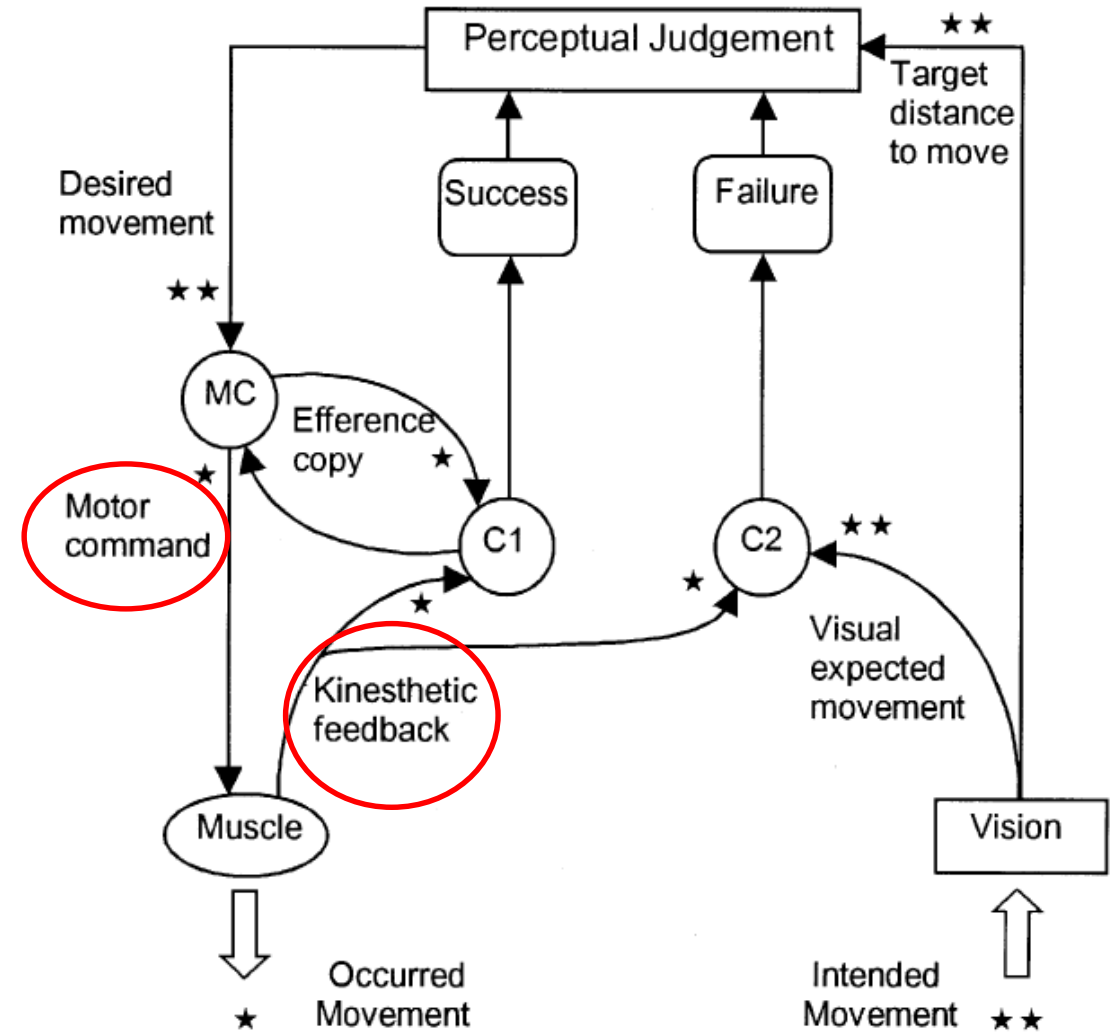 Perceptual Judgement
★★
Target
distance
to move
Desired
movement
★★
Success
Failure
MC
Efference
copy
★
★
Motor
command
C1
C2
★★
★
★
Visual
expected
movement
Kinesthetic
feedback
Muscle
Vision
Occurred
★ Movement
Intended
Movement ★★